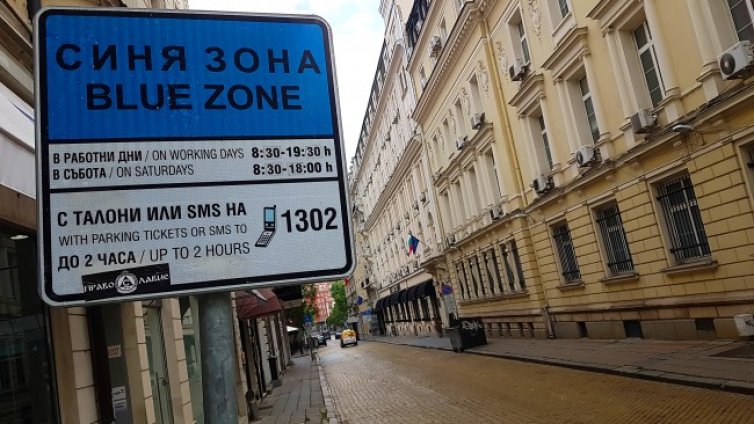 СИНЯ ЗОНА
BLUE ZONE
В РАБОТНИ ДНИ / ON WORKING DAYS 8:30-19:30 h
В СЪБОТА / ON SATURDAYS 8:30-18:00 h
С ТАЛОНИ ИЛИ SMS НА 1302
WITH PARKING TICKETS OR SMS TO
ДО 2 ЧАСА / UP TO 2 HOURS
ПРАВОСЛАВИЕ